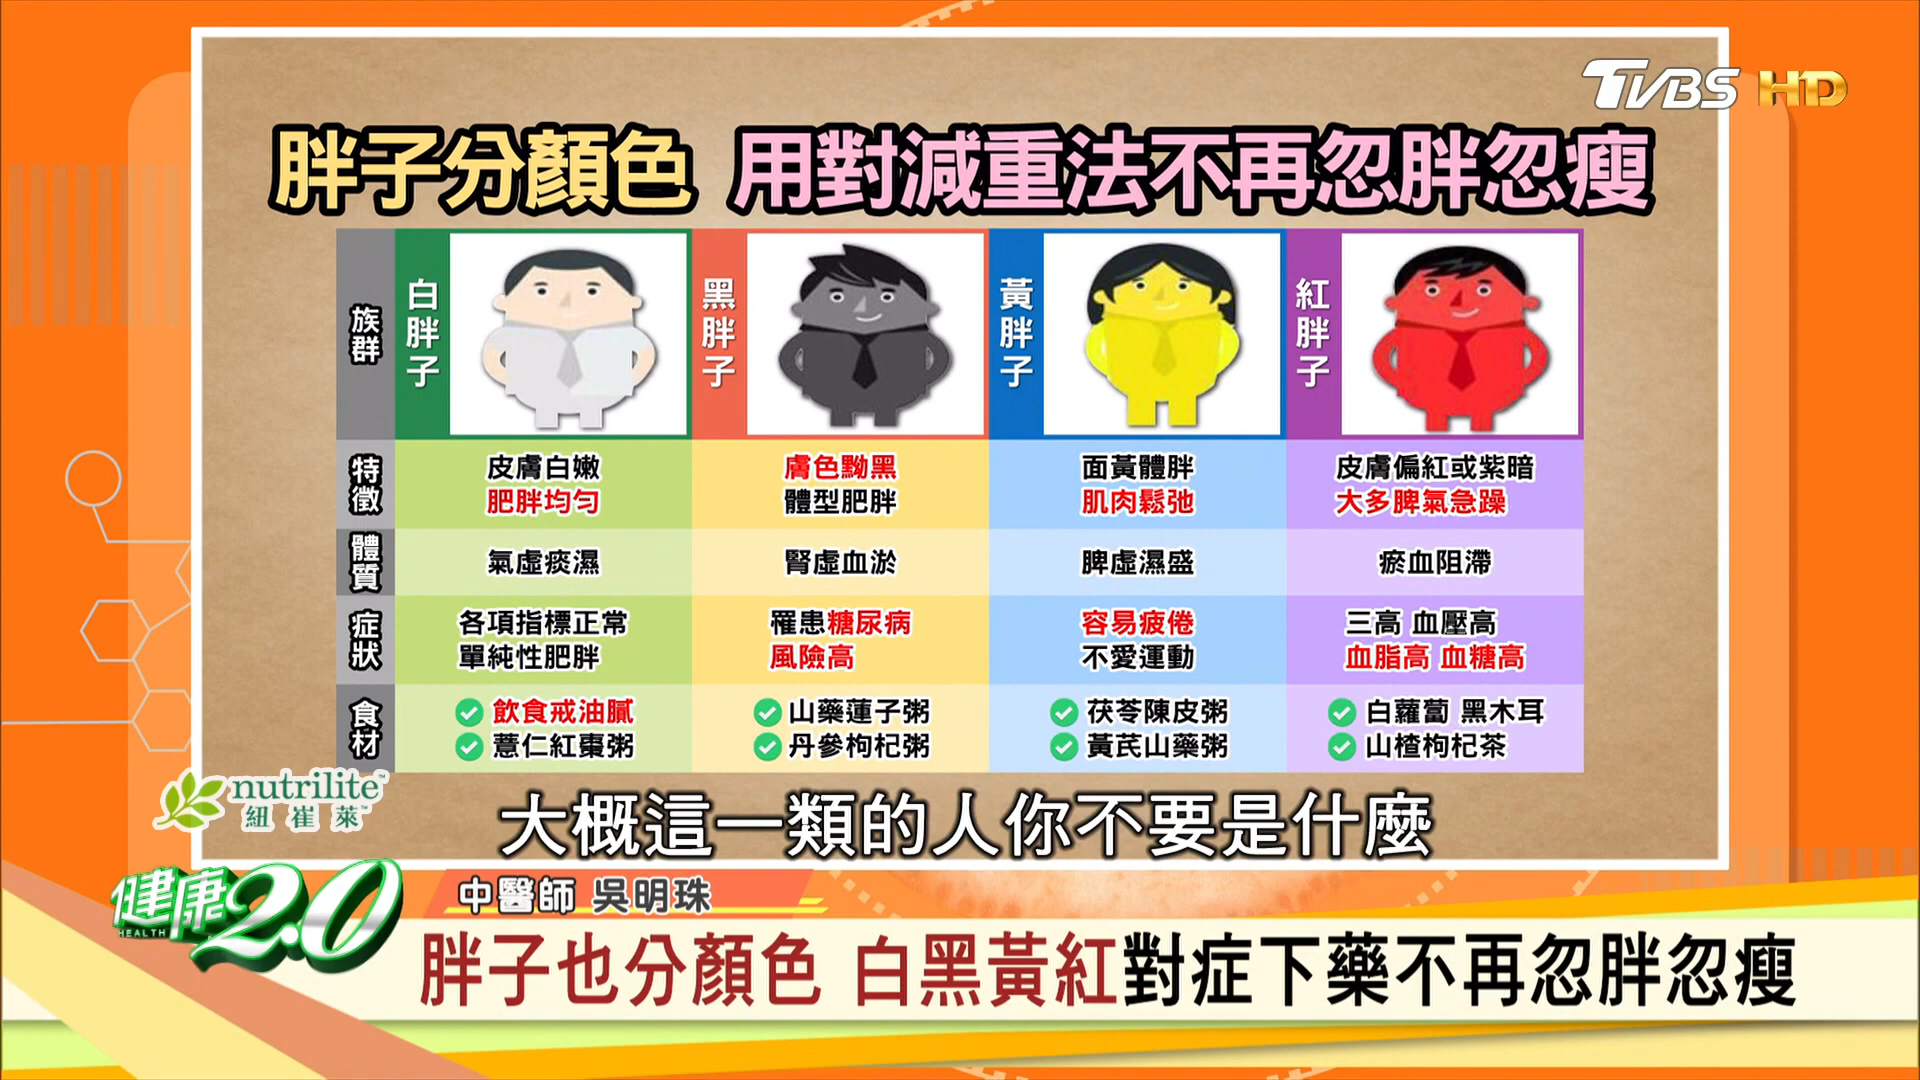 TVBS HD
胖子分顏色 用對減重法不再忽胖忽瘦
族群
白胖子
黑胖子
黃胖子
紅胖子
特徵
皮膚白嫩
肥胖均勻
膚色黝黑
體型肥胖
面黃體胖
肌肉鬆弛
皮膚偏紅或紫暗
大多脾氣急躁
體質
氣虛痰濕
腎虛血淤
脾虛濕盛
瘀血阻滯
症狀
各項指標正常
單純性肥胖
罹患糖尿病
風險高
容易疲倦
不愛運動
三高 血壓高
血脂高 血糖高
食材
飲食戒油膩
薏仁紅棗粥
山藥蓮子粥
丹參枸杞粥
茯苓陳皮粥
黃芪山藥粥
白蘿蔔 黑木耳
山楂枸杞茶
nutrilite™
紐崔萊™
大概這一類的人你不要是什麼
健康2.0
HEALTH
中醫師 吳明珠
胖子也分顏色 白黑黃紅對症下藥不再忽胖忽瘦